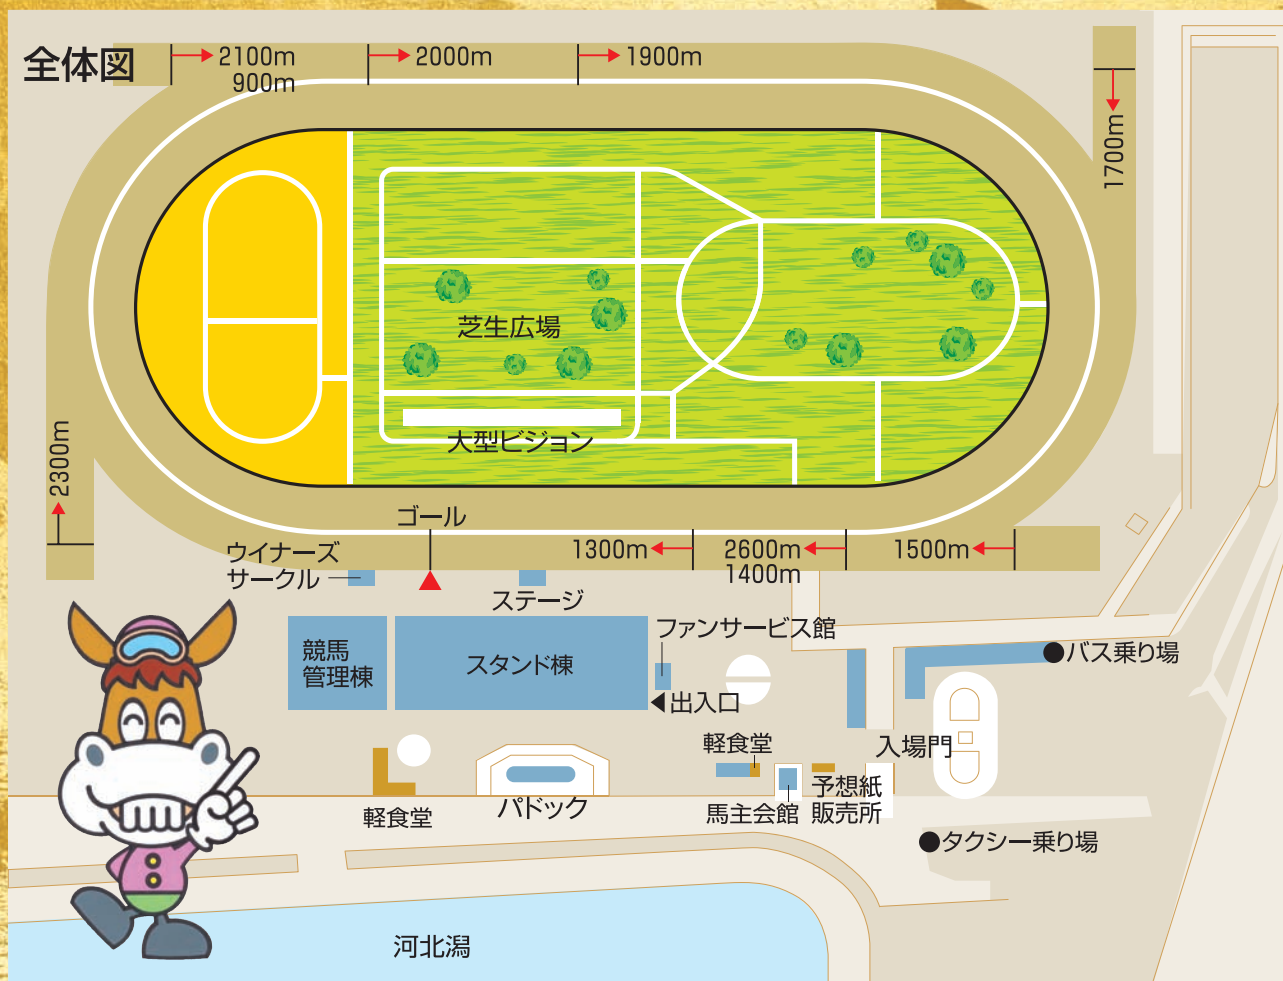 全体図
2100m
900m
2000m
1900m
1700m
芝生広場
大型ビジョン
2300m
ゴール
1300m
2600m
1400m
1500m
ウイナーズ
サークル
ステージ
ファンサービス館
競馬
管理棟
スタンド棟
出入口
バス乗り場
軽食堂
入場門
軽食堂
パドック
馬主会館
予想紙
販売所
タクシー乗り場
河北潟